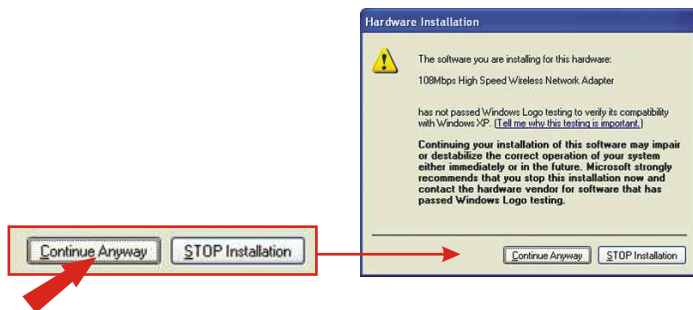 Hardware Installation
The software you are installing for this hardware:
108Mbps High Speed Wireless Network Adapter
has not passed Windows Logo testing to verify its compatibility
with Windows XP. (Tell me why this testing is important.)
Continuing your installation of this software may impair
or destabilize the correct operation of your system
either immediately or in the future. Microsoft strongly
recommends that you stop this installation now and
contact the hardware vendor for software that has
passed Windows Logo testing.
Continue Anyway STOP Installation
Continue Anyway STOP Installation